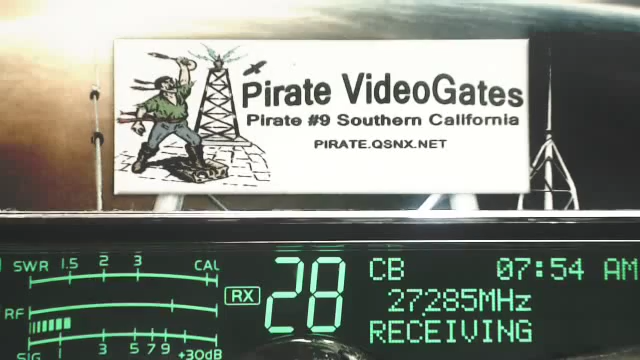 Pirate VideoGates
Pirate #9 Southern California
PIRATE.QSNX.NET
SWR 1.5 2 3 CAL
RF
SIG 1 3 5 7 9 +30dB
RX
28
CB 07:54 AM
27285MHz
RECEIVING